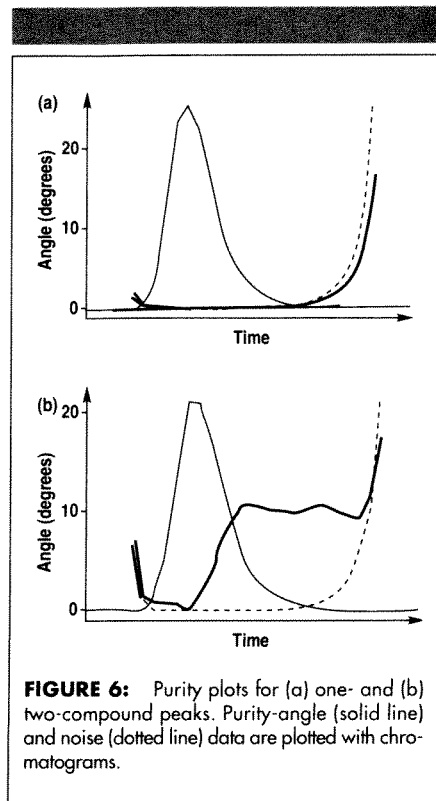 (a)
20
10
0
Angle (degrees)
Time
(b)
20
10
0
Angle (degrees)
Time
FIGURE 6: Purity plots for (a) one- and (b)
two-compound peaks. Purity-angle (solid line)
and noise (dotted line) data are plotted with chro-
matograms.